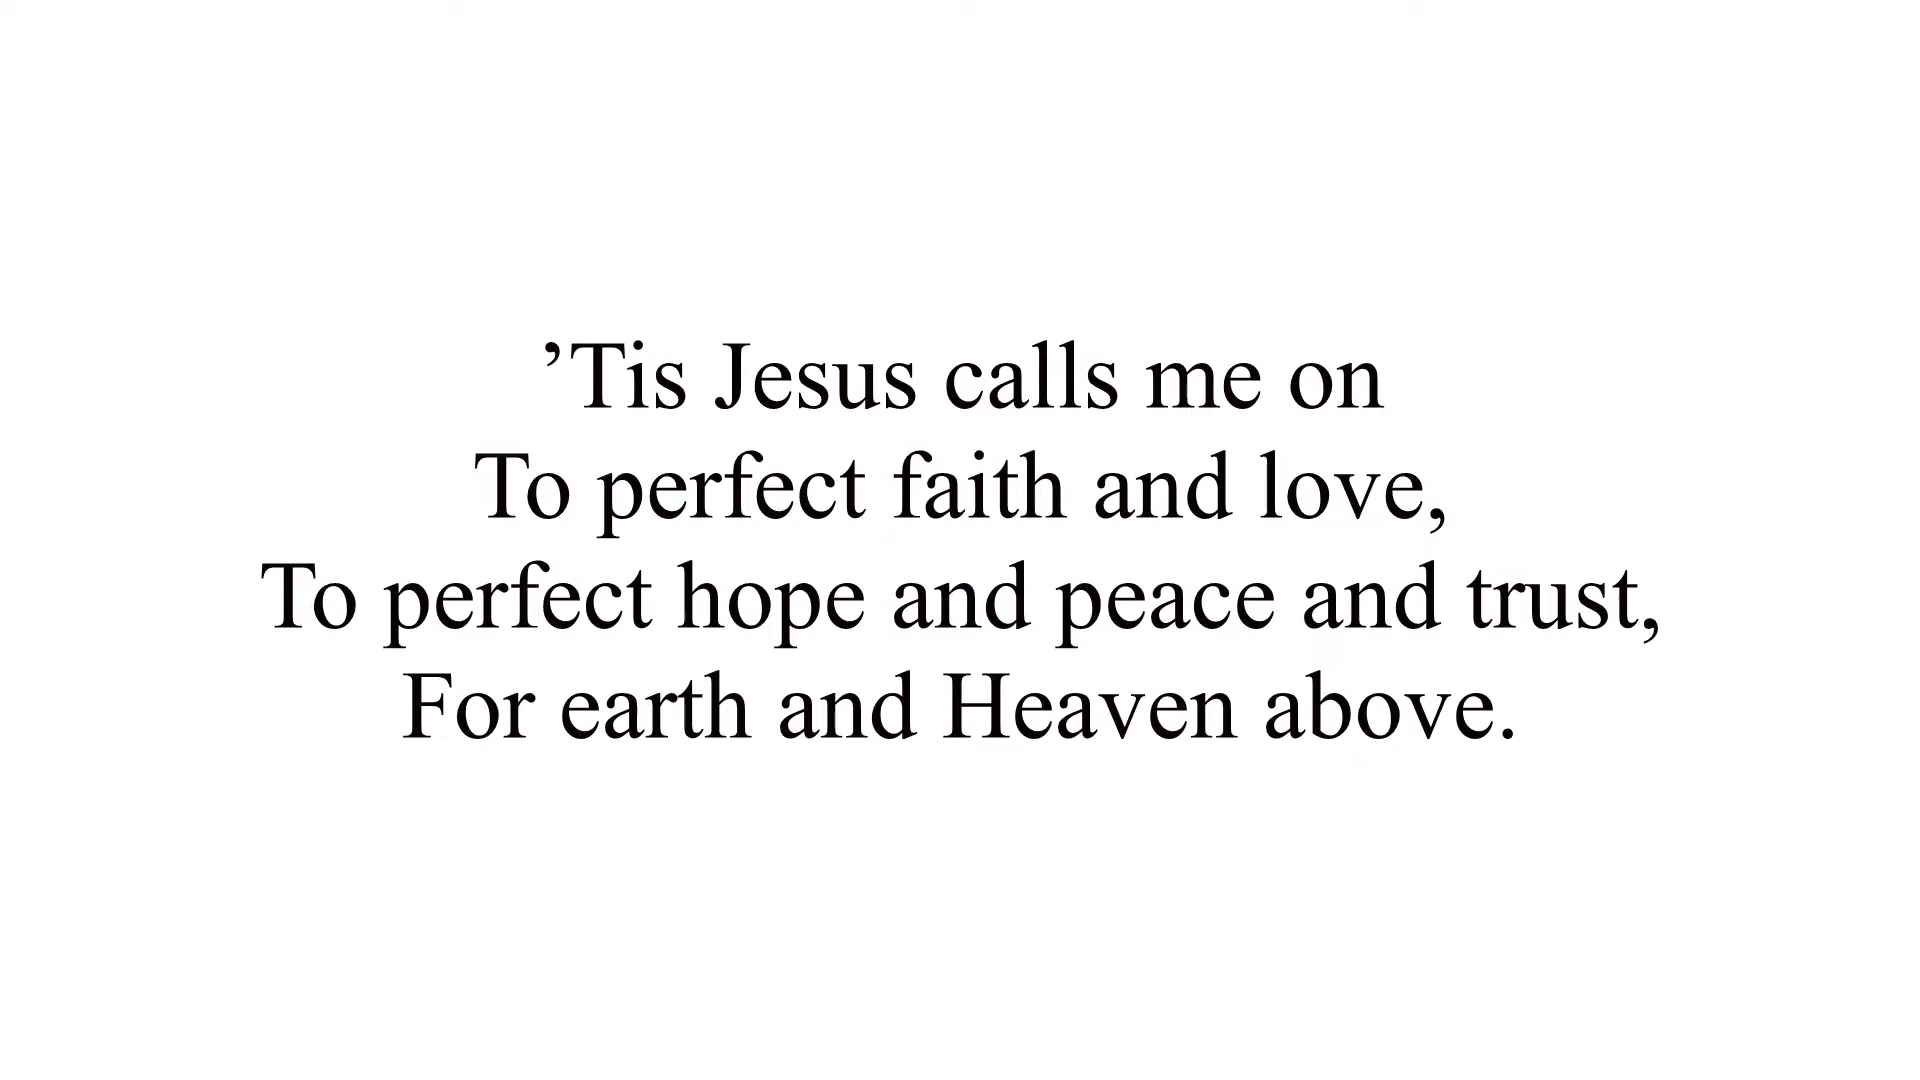 ’Tis Jesus calls me on
To perfect faith and love,
To perfect hope and peace and trust,
For earth and Heaven above.